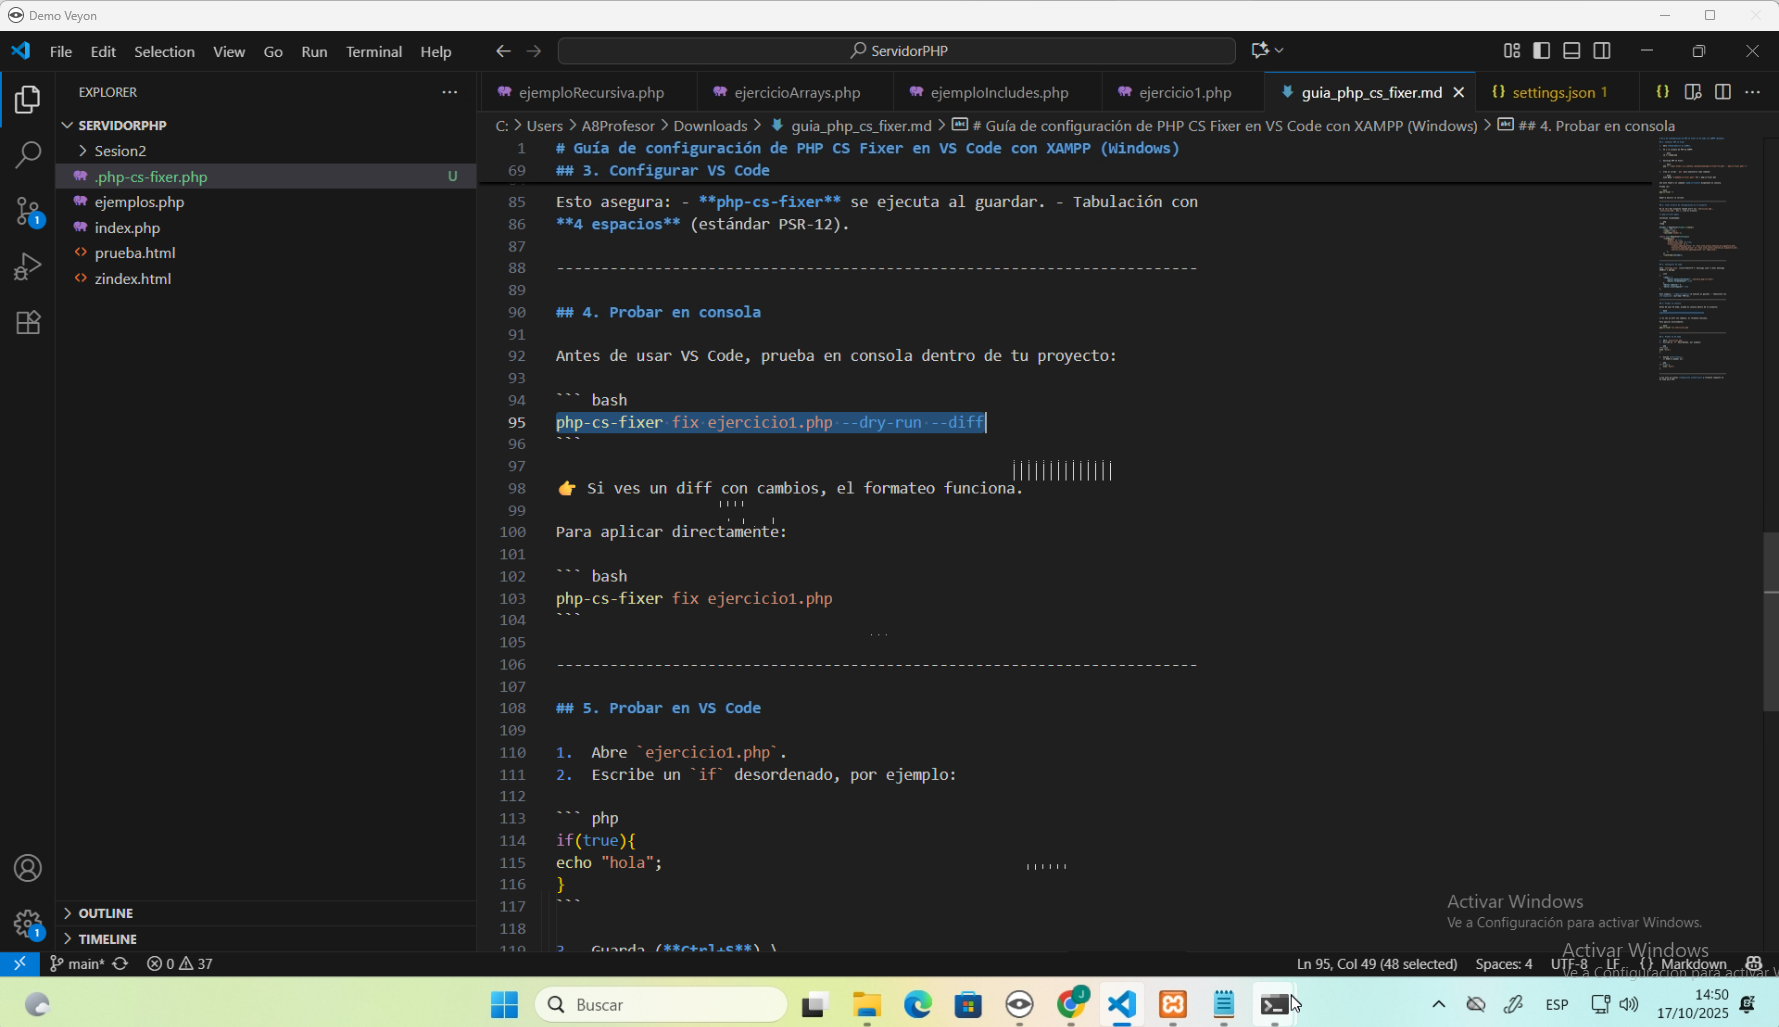 Demo Veyon
File Edit Selection View Go Run Terminal Help
ServidorPHP
EXPLORER
ejemploRecursiva.php
ejercicioArrays.php
ejemploIncludes.php
ejercicio1.php
guia_php_cs_fixer.md
settings.json 1
SERVIDORPHP
Sesion2
.php-cs-fixer.php U
ejemplos.php
index.php
prueba.html
zindex.html
OUTLINE
TIMELINE
C: > Users > A8Profesor > Downloads > guia_php_cs_fixer.md > # Guía de configuración de PHP CS Fixer en VS Code con XAMPP (Windows) > ## 4. Probar en consola
1 # Guía de configuración de PHP CS Fixer en VS Code con XAMPP (Windows)
69 ## 3. Configurar VS Code
85 Esto asegura: - **php-cs-fixer** se ejecuta al guardar. - Tabulación con
86 **4 espacios** (estándar PSR-12).
87
88 ------------------------------------------------------------------------
89
90 ## 4. Probar en consola
91
92 Antes de usar VS Code, prueba en consola dentro de tu proyecto:
93
94 ``` bash
95 php-cs-fixer fix ejercicio1.php --dry-run --diff
96 ```
97
98 👉 Si ves un diff con cambios, el formateo funciona.
99
100 Para aplicar directamente:
101
102 ``` bash
103 php-cs-fixer fix ejercicio1.php
104 ```
105
106 ------------------------------------------------------------------------
107
108 ## 5. Probar en VS Code
109
110 1. Abre `ejercicio1.php`.
111 2. Escribe un `if` desordenado, por ejemplo:
112
113 ``` php
114 if(true){
115 echo "hola";
116 }
117 ```
118
119 3. Guarda (**Ctrl+S**) \
Activar Windows
Ve a Configuración para activar Windows.
Activar Windows
Ve a Configuración para activar
main* 0 37
Ln 95, Col 49 (48 selected) Spaces: 4 UTF-8 LF {} Markdown
1
1
Buscar
J
ESP
14:50
17/10/2025